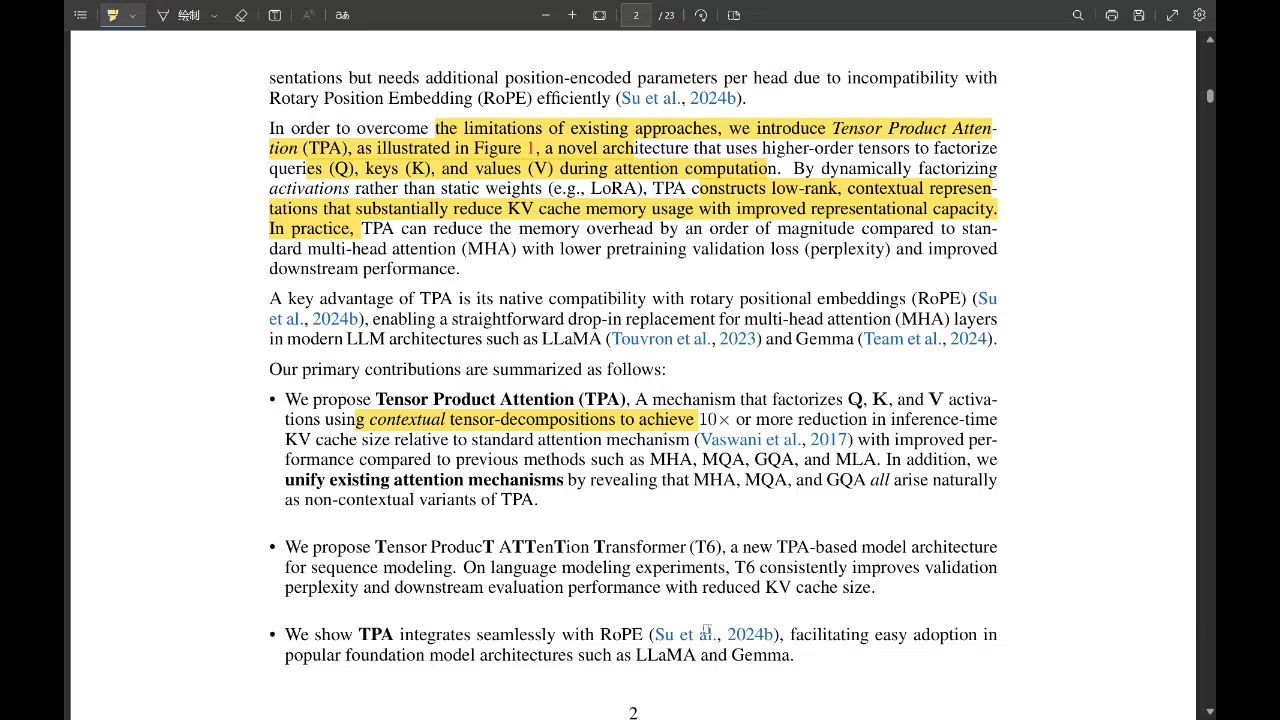 绘制
2 / 23
sentations but needs additional position-encoded parameters per head due to incompatibility with
Rotary Position Embedding (RoPE) efficiently (Su et al., 2024b).
In order to overcome the limitations of existing approaches, we introduce Tensor Product Atten-
tion (TPA), as illustrated in Figure 1, a novel architecture that uses higher-order tensors to factorize
queries (Q), keys (K), and values (V) during attention computation. By dynamically factorizing
activations rather than static weights (e.g., LoRA), TPA constructs low-rank, contextual represen-
tations that substantially reduce KV cache memory usage with improved representational capacity.
In practice, TPA can reduce the memory overhead by an order of magnitude compared to stan-
dard multi-head attention (MHA) with lower pretraining validation loss (perplexity) and improved
downstream performance.
A key advantage of TPA is its native compatibility with rotary positional embeddings (RoPE) (Su
et al., 2024b), enabling a straightforward drop-in replacement for multi-head attention (MHA) layers
in modern LLM architectures such as LLaMA (Touvron et al., 2023) and Gemma (Team et al., 2024).
Our primary contributions are summarized as follows:
• We propose Tensor Product Attention (TPA), A mechanism that factorizes Q, K, and V activa-
tions using contextual tensor-decompositions to achieve 10× or more reduction in inference-time
KV cache size relative to standard attention mechanism (Vaswani et al., 2017) with improved per-
formance compared to previous methods such as MHA, MQA, GQA, and MLA. In addition, we
unify existing attention mechanisms by revealing that MHA, MQA, and GQA all arise naturally
as non-contextual variants of TPA.
• We propose Tensor ProducT ATTenTion Transformer (T6), a new TPA-based model architecture
for sequence modeling. On language modeling experiments, T6 consistently improves validation
perplexity and downstream evaluation performance with reduced KV cache size.
• We show TPA integrates seamlessly with RoPE (Su et al., 2024b), facilitating easy adoption in
popular foundation model architectures such as LLaMA and Gemma.
2